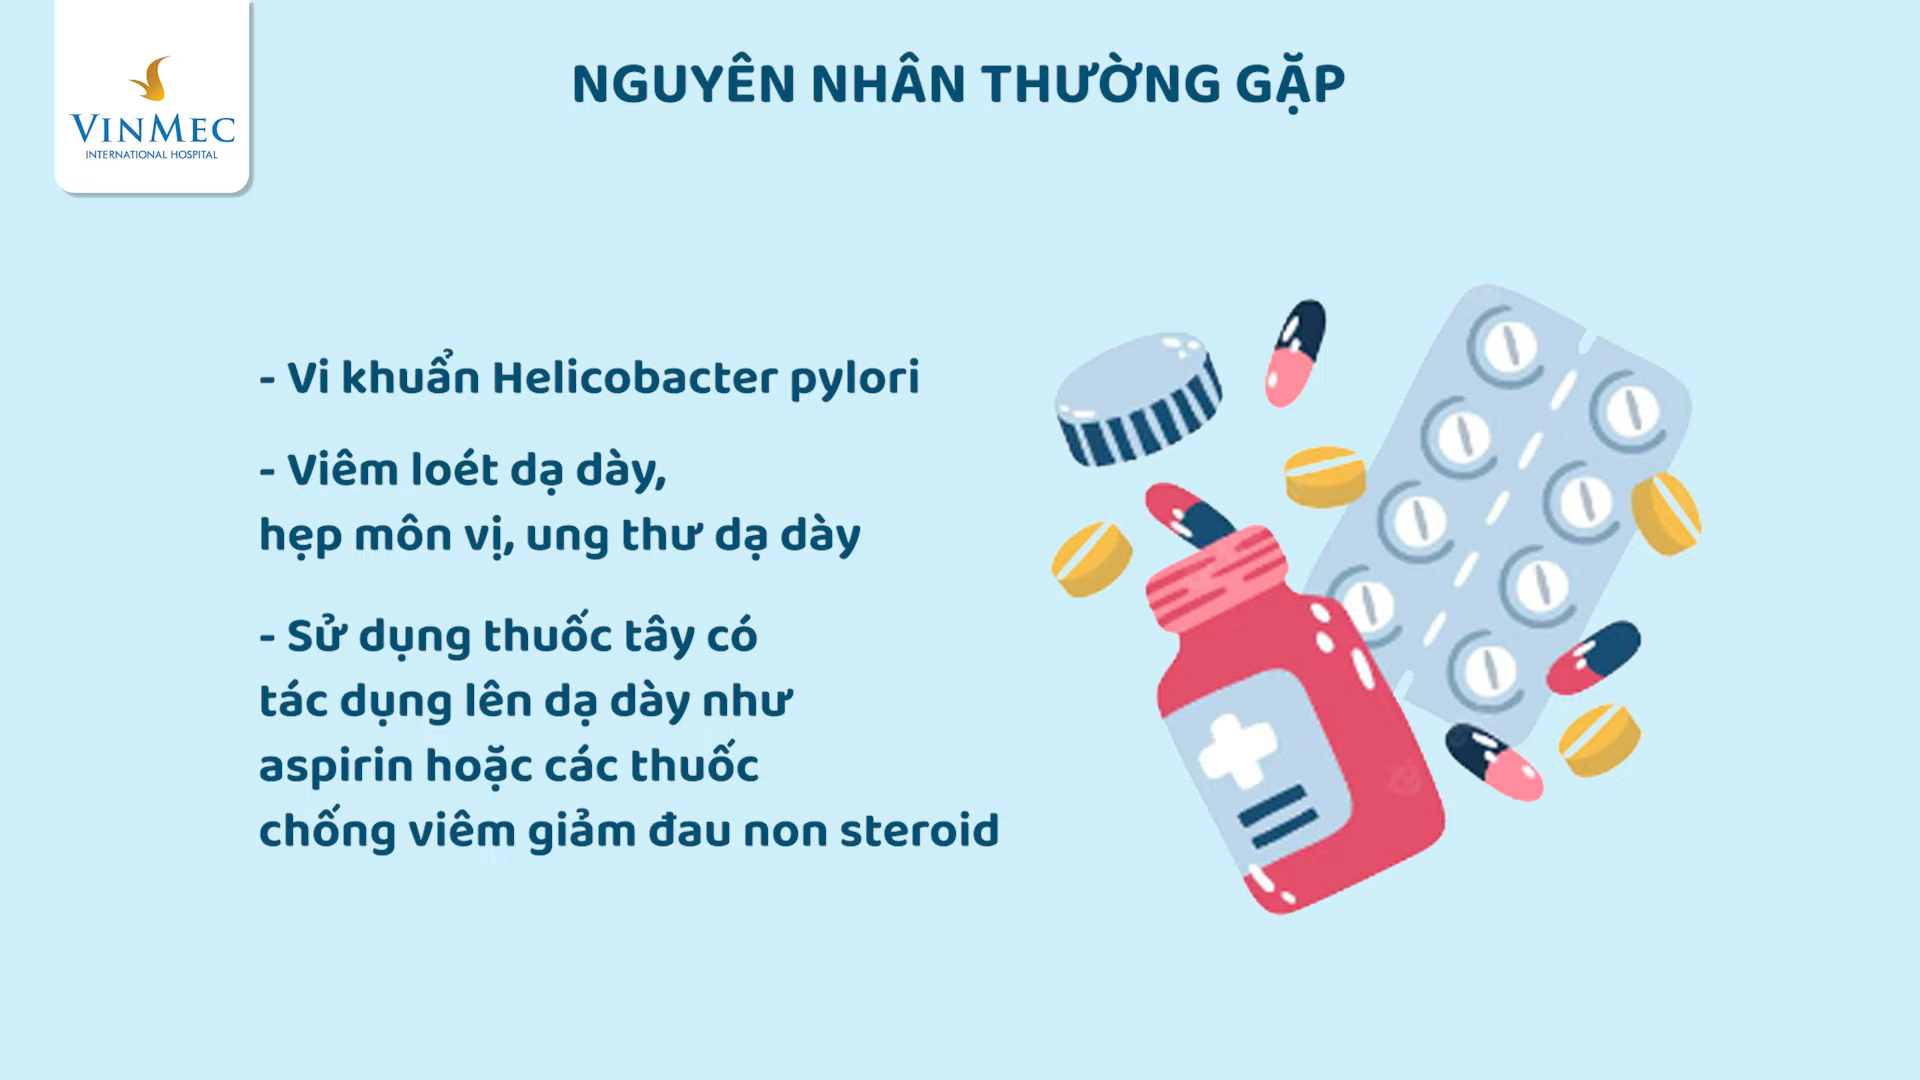 VINMEC
INTERNATIONAL HOSPITAL
NGUYÊN NHÂN THƯỜNG GẶP
- Vi khuẩn Helicobacter pylori
- Viêm loét dạ dày,
hẹp môn vị, ung thư dạ dày
- Sử dụng thuốc tây có
tác dụng lên dạ dày như
aspirin hoặc các thuốc
chống viêm giảm đau non steroid